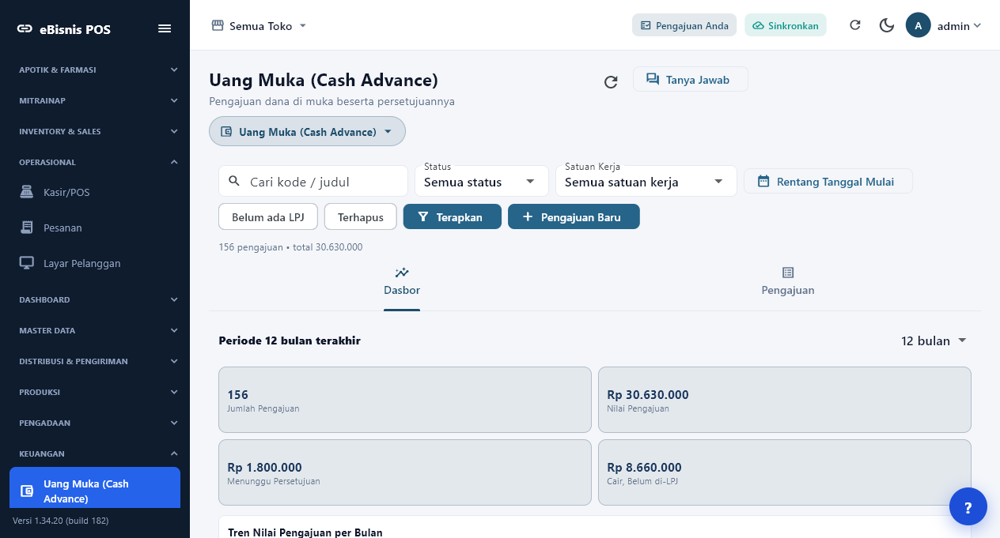 eBisnis POS
APOTIK & FARMASI
MITRAINAP
INVENTORY & SALES
OPERASIONAL
Kasir/POS
Pesanan
Layar Pelanggan
DASHBOARD
MASTER DATA
DISTRIBUSI & PENGIRIMAN
PRODUKSI
PENGADAAN
KEUANGAN
Uang Muka (Cash
Advance)
Versi 1.34.20 (build 182)
Semua Toko
Pengajuan Anda
Sinkronkan
A
admin
Uang Muka (Cash Advance)
Pengajuan dana di muka beserta persetujuannya
Tanya Jawab
Uang Muka (Cash Advance)
Cari kode / judul
Status
Semua status
Satuan Kerja
Semua satuan kerja
Rentang Tanggal Mulai
Belum ada LPJ
Terhapus
Terapkan
Pengajuan Baru
156 pengajuan • total 30.630.000
Dasbor
Pengajuan
Periode 12 bulan terakhir
12 bulan
156
Jumlah Pengajuan
Rp 30.630.000
Nilai Pengajuan
Rp 1.800.000
Menunggu Persetujuan
Rp 8.660.000
Cair, Belum di-LPJ
Tren Nilai Pengajuan per Bulan
?